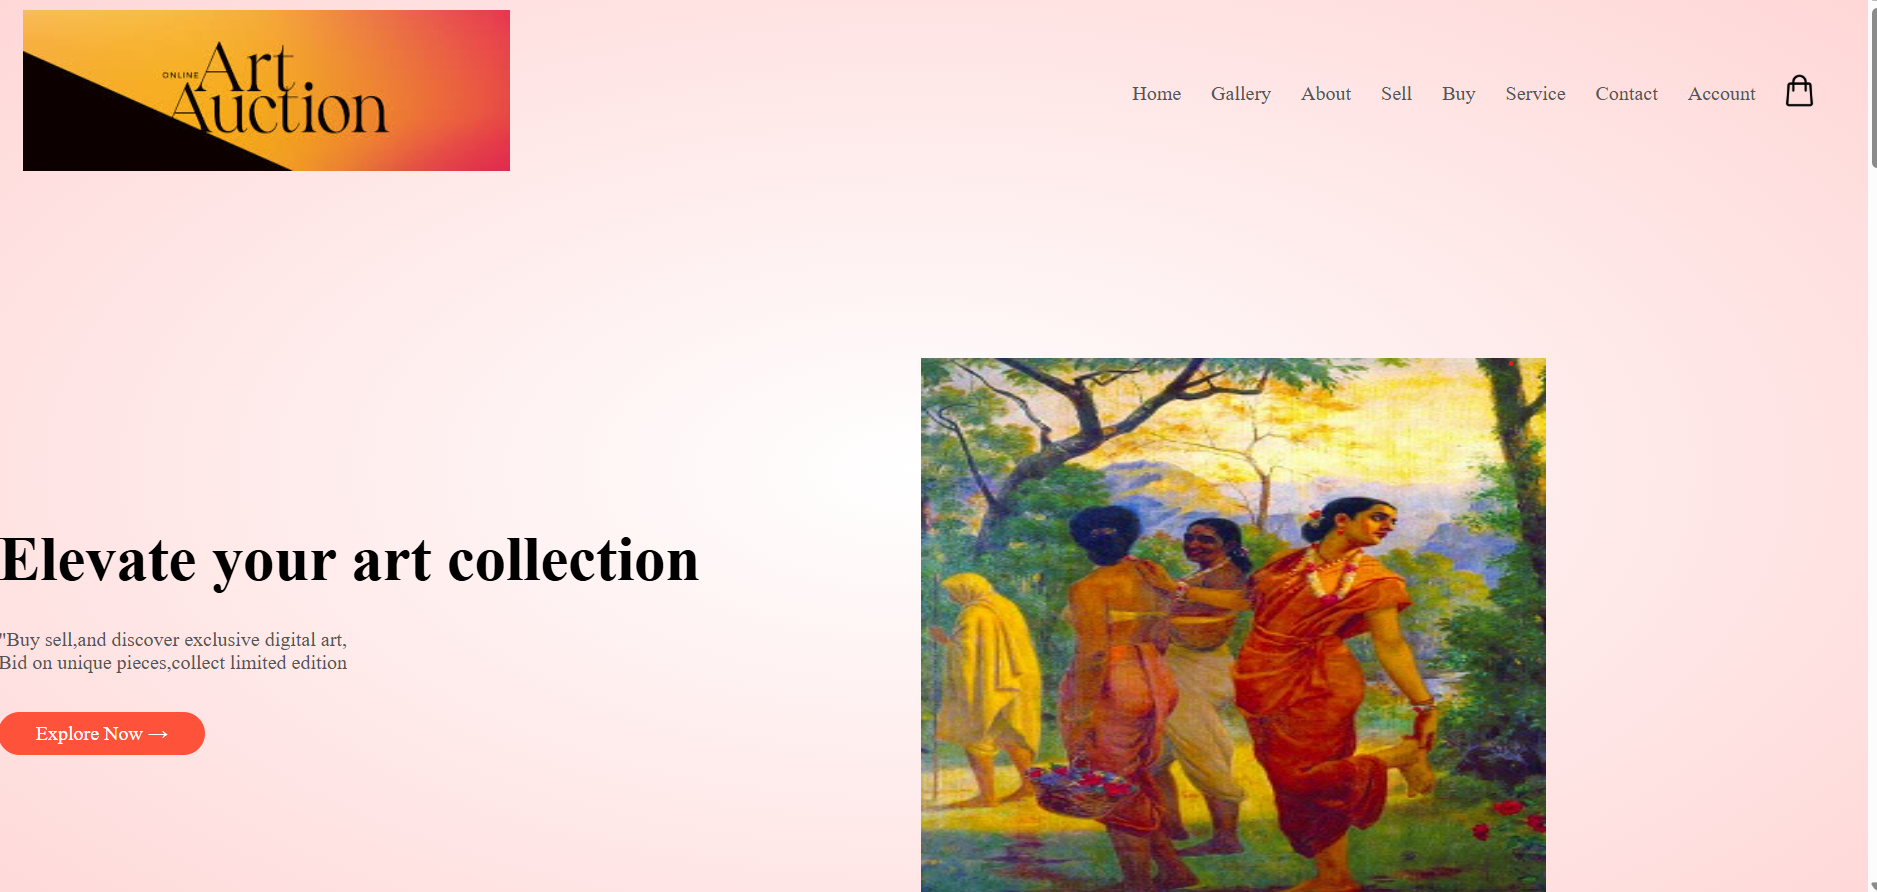 ONLINE Art
Auction
Home Gallery About Sell Buy Service Contact Account
Elevate your art collection
"Buy sell,and discover exclusive digital art,
Bid on unique pieces,collect limited edition
Explore Now →